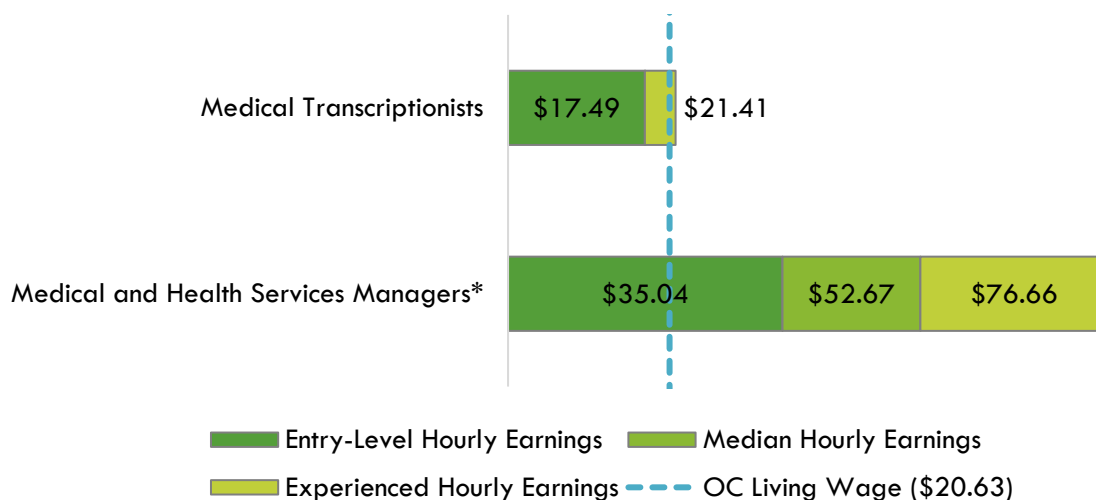 Medical Transcriptionists $17.49 $21.41
Medical and Health Services Managers* $35.04 $52.67 $76.66
Entry-Level Hourly Earnings Median Hourly Earnings
Experienced Hourly Earnings OC Living Wage ($20.63)